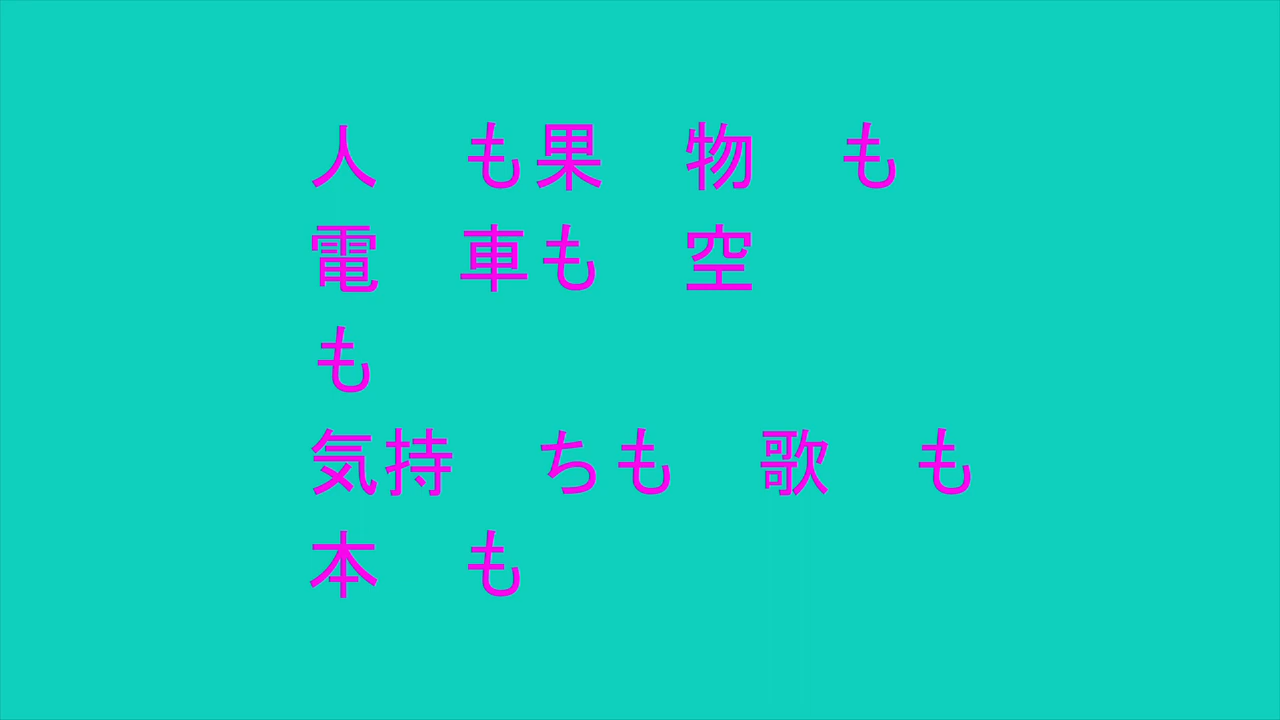 人　も果　物　も
電　車も　空
も
気持　ちも　歌　も
本　も